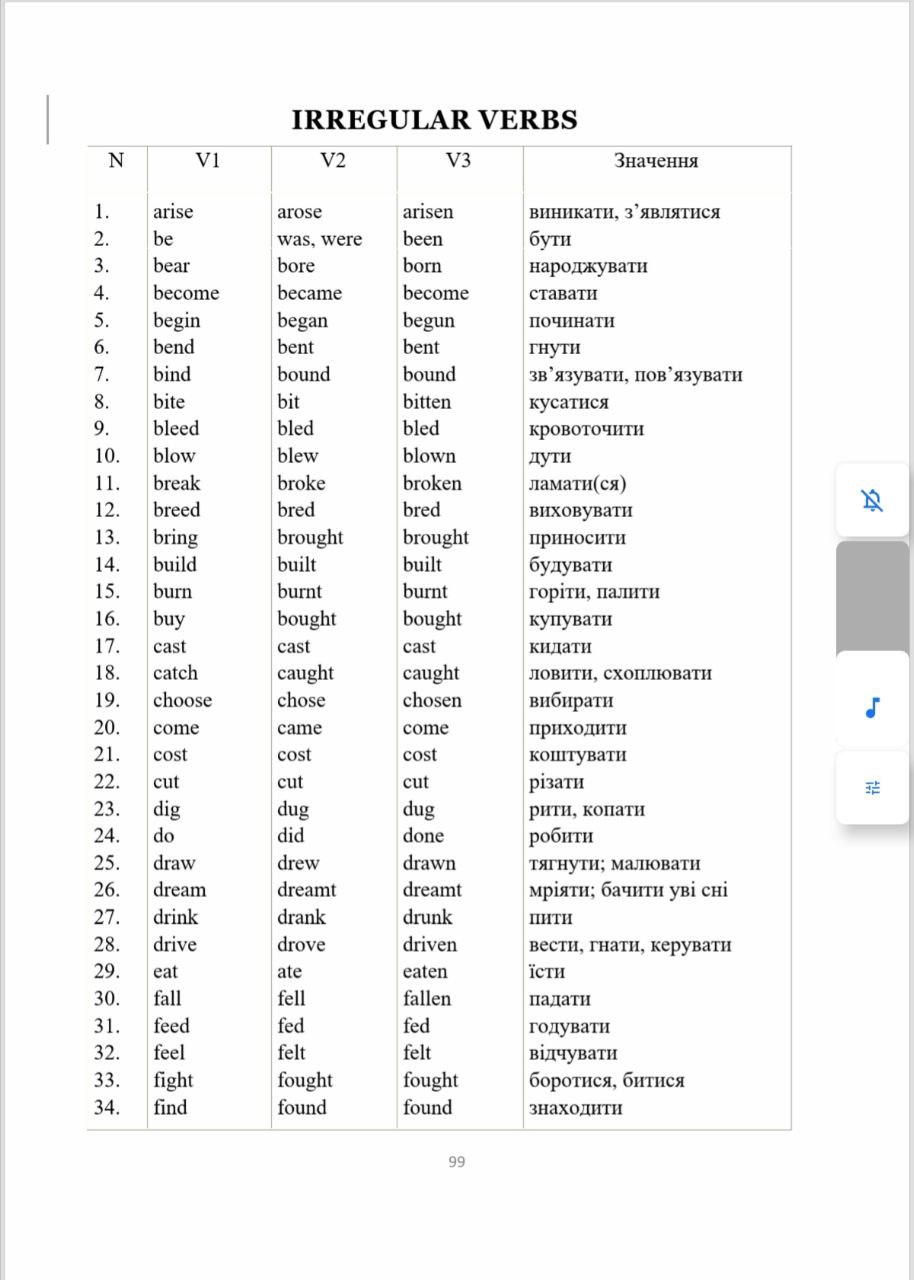 IRREGULAR VERBS
N V1 V2 V3 Значення
1. arise arose arisen виникати, з’являтися
2. be was, were been бути
3. bear bore born народжувати
4. become became become ставати
5. begin began begun починати
6. bend bent bent гнути
7. bind bound bound зв’язувати, пов’язувати
8. bite bit bitten кусатися
9. bleed bled bled кровоточити
10. blow blew blown дути
11. break broke broken ламати(ся)
12. breed bred bred виховувати
13. bring brought brought приносити
14. build built built будувати
15. burn burnt burnt горіти, палити
16. buy bought bought купувати
17. cast cast cast кидати
18. catch caught caught ловити, схоплювати
19. choose chose chosen вибирати
20. come came come приходити
21. cost cost cost коштувати
22. cut cut cut різати
23. dig dug dug рити, копати
24. do did done робити
25. draw drew drawn тягнути; малювати
26. dream dreamt dreamt мріяти; бачити уві сні
27. drink drank drunk пити
28. drive drove driven вести, гнати, керувати
29. eat ate eaten їсти
30. fall fell fallen падати
31. feed fed fed годувати
32. feel felt felt відчувати
33. fight fought fought боротися, битися
34. find found found знаходити
99